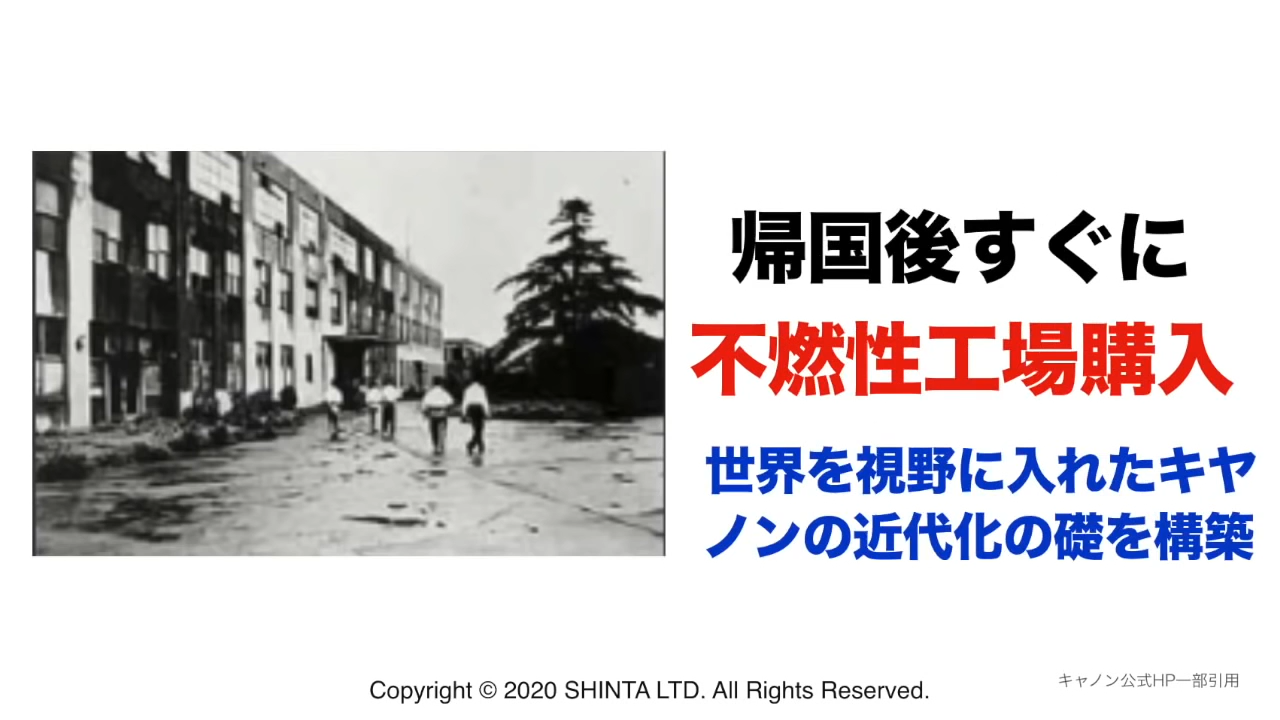 帰国後すぐに
不燃性工場購入
世界を視野に入れたキヤ
ノンの近代化の礎を構築
Copyright © 2020 SHINTA LTD. All Rights Reserved.
キャノン公式HP一部引用